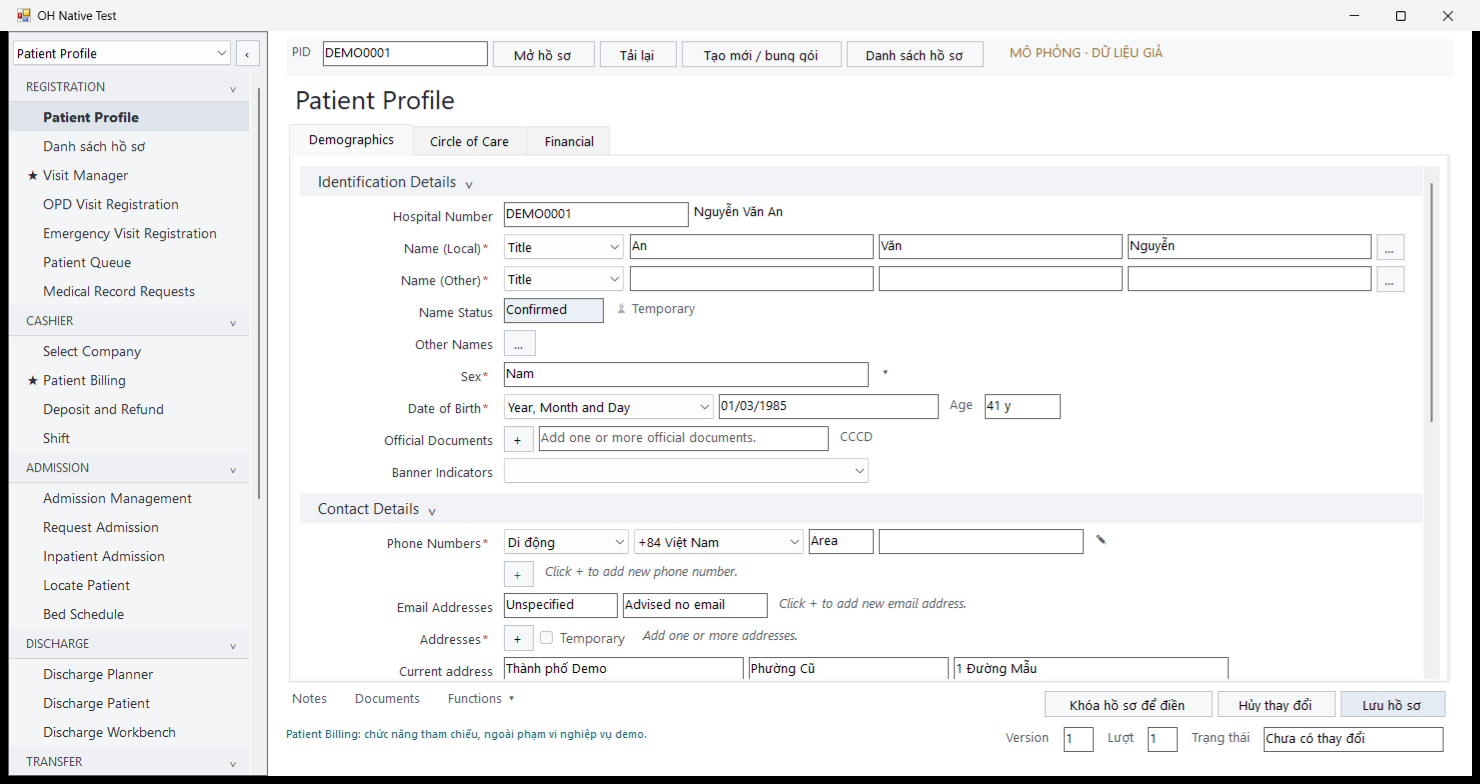 OH Native Test
Patient Profile
‹
REGISTRATION
Patient Profile
Danh sách hồ sơ
★ Visit Manager
OPD Visit Registration
Emergency Visit Registration
Patient Queue
Medical Record Requests
CASHIER
Select Company
★ Patient Billing
Deposit and Refund
Shift
ADMISSION
Admission Management
Request Admission
Inpatient Admission
Locate Patient
Bed Schedule
DISCHARGE
Discharge Planner
Discharge Patient
Discharge Workbench
TRANSFER
PID DEMO0001 Mở hồ sơ Tải lại Tạo mới / bung gói Danh sách hồ sơ MÔ PHỎNG · DỮ LIỆU GIẢ
Patient Profile
Demographics Circle of Care Financial
Identification Details
Hospital Number DEMO0001 Nguyễn Văn An
Name (Local)* Title An Văn Nguyễn ...
Name (Other)* Title ...
Name Status Confirmed Temporary
Other Names ...
Sex* Nam
Date of Birth* Year, Month and Day 01/03/1985 Age 41 y
Official Documents + Add one or more official documents. CCCD
Banner Indicators
Contact Details
Phone Numbers* Di động +84 Việt Nam Area
+ Click + to add new phone number.
Email Addresses Unspecified Advised no email Click + to add new email address.
Addresses* + Temporary Add one or more addresses.
Current address Thành phố Demo Phường Cũ 1 Đường Mẫu
Notes Documents Functions
Khóa hồ sơ để điền Hủy thay đổi Lưu hồ sơ
Patient Billing: chức năng tham chiếu, ngoài phạm vi nghiệp vụ demo.
Version 1 Lượt 1 Trạng thái Chưa có thay đổi